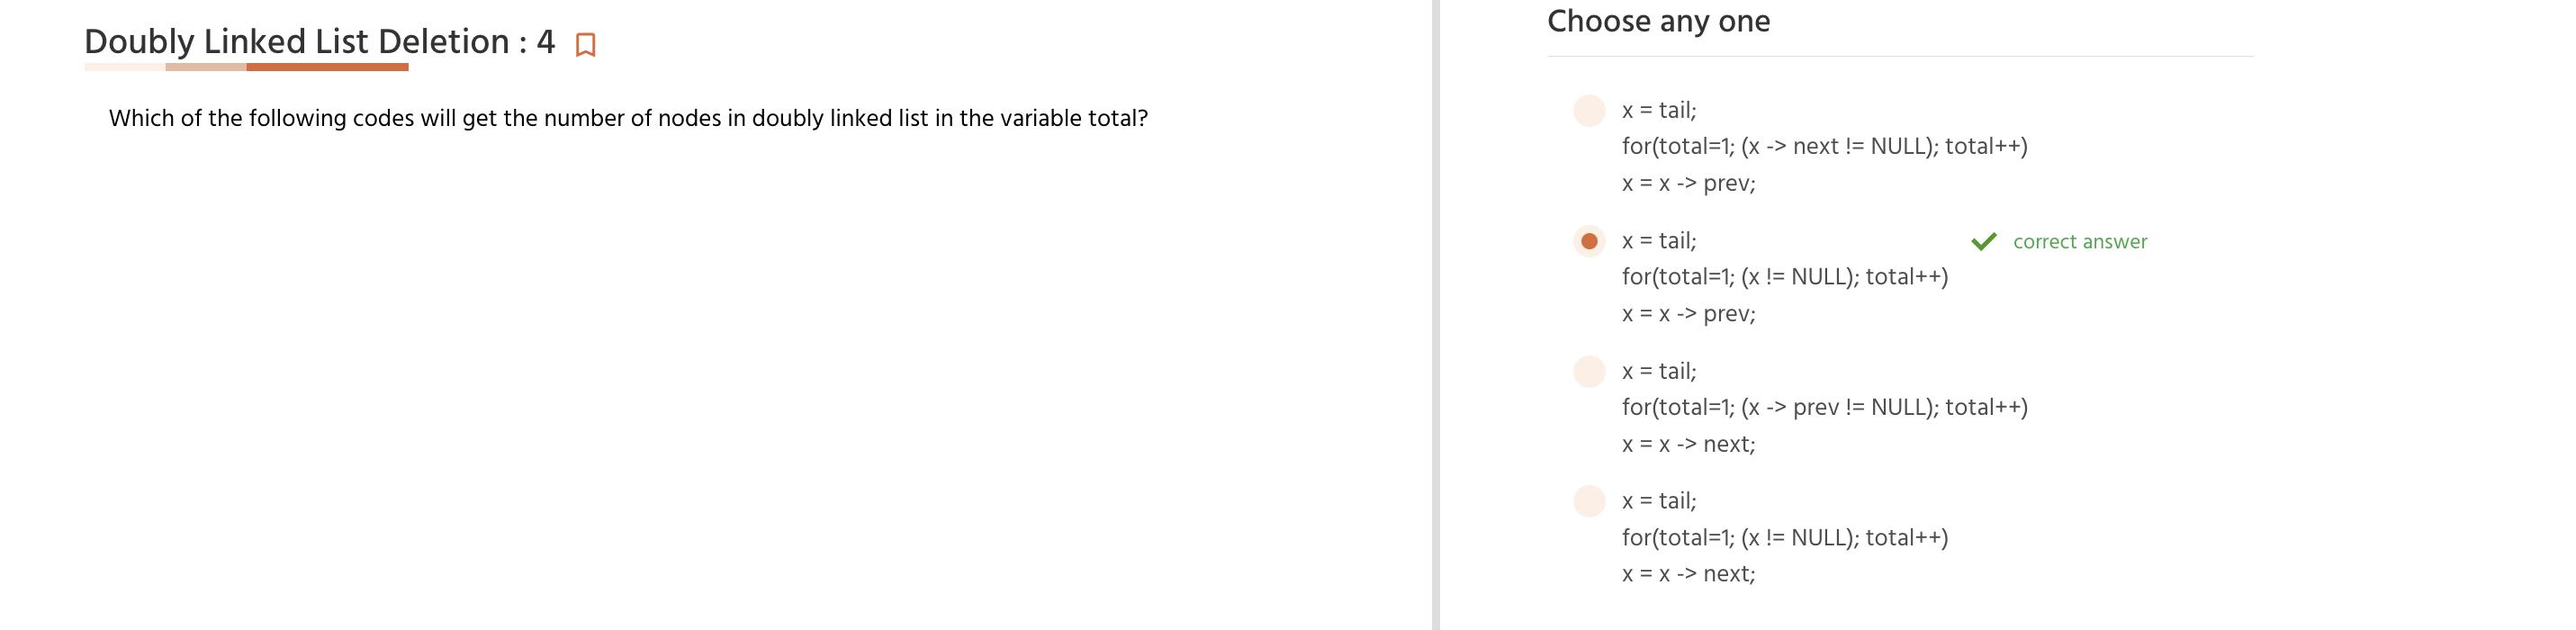 Doubly Linked List Deletion : 4
Which of the following codes will get the number of nodes in doubly linked list in the variable total?
Choose any one
x = tail;
for(total=1; (x -> next != NULL); total++)
x = x -> prev;
x = tail;
correct answer
for(total=1; (x != NULL); total++)
x = x -> prev;
x = tail;
for(total=1; (x -> prev != NULL); total++)
x = x -> next;
x = tail;
for(total=1; (x != NULL); total++)
x = x -> next;